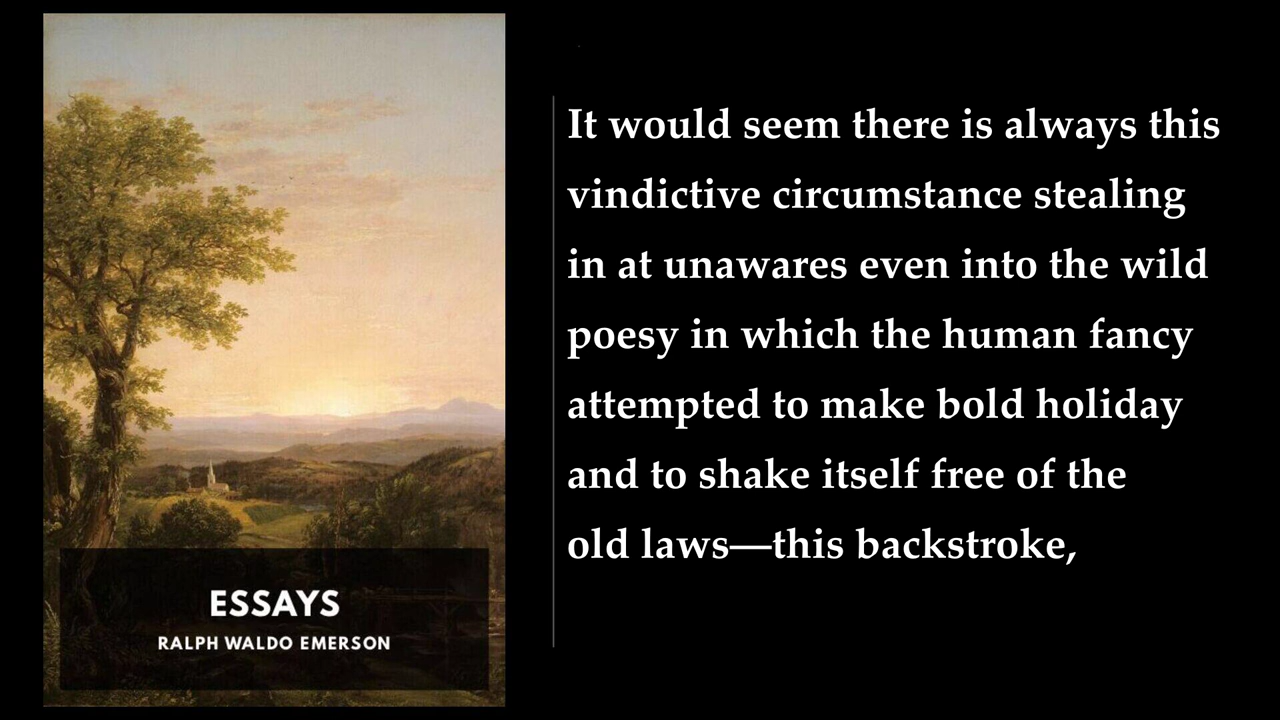 ESSAYS
RALPH WALDO EMERSON
It would seem there is always this
vindictive circumstance stealing
in at unawares even into the wild
poesy in which the human fancy
attempted to make bold holiday
and to shake itself free of the
old laws—this backstroke,